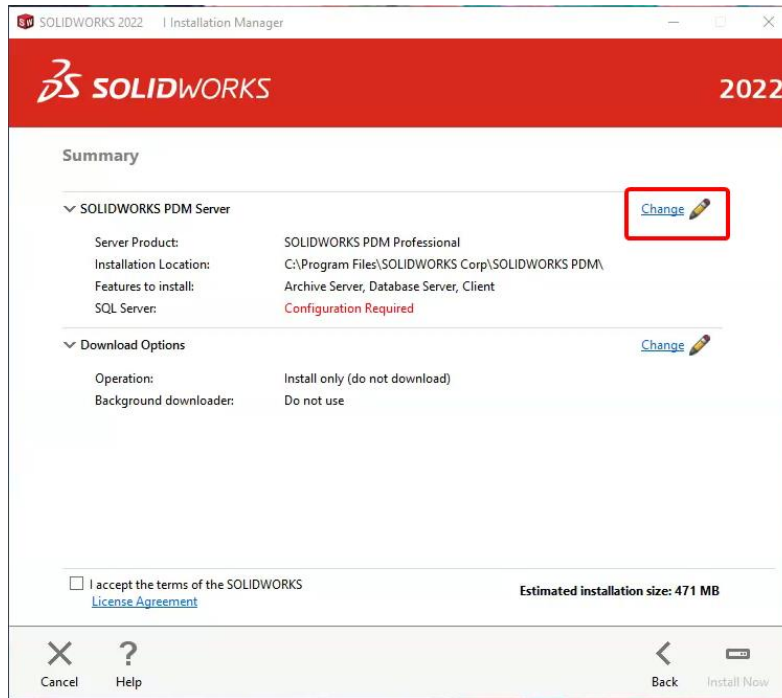 SOLIDWORKS 2022 | Installation Manager
SOLIDWORKS
2022
Summary
SOLIDWORKS PDM Server Change
Server Product: SOLIDWORKS PDM Professional
Installation Location: C:\Program Files\SOLIDWORKS Corp\SOLIDWORKS PDM\
Features to install: Archive Server, Database Server, Client
SQL Server: Configuration Required
Download Options Change
Operation: Install only (do not download)
Background downloader: Do not use
I accept the terms of the SOLIDWORKS
License Agreement
Estimated installation size: 471 MB
Cancel Help Back Install Now